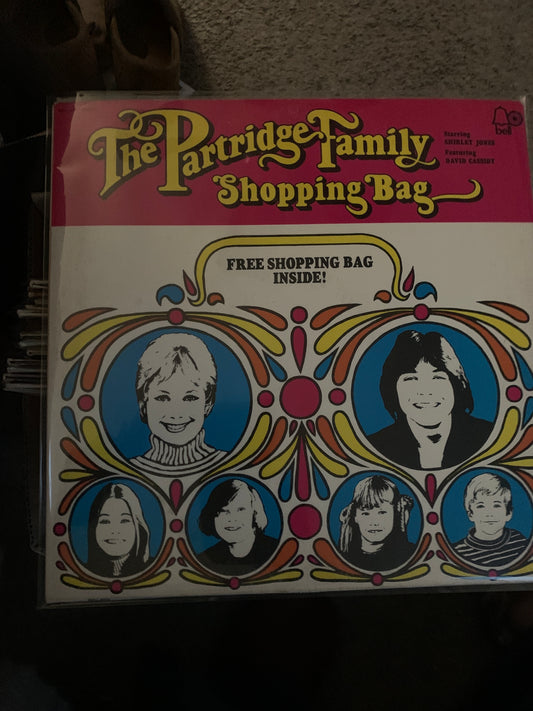 The Partridge Family
Shopping Bag
Starring
SHIRLEY JONES
Featuring
DAVID CASSIDY
bell
FREE SHOPPING BAG
INSIDE!